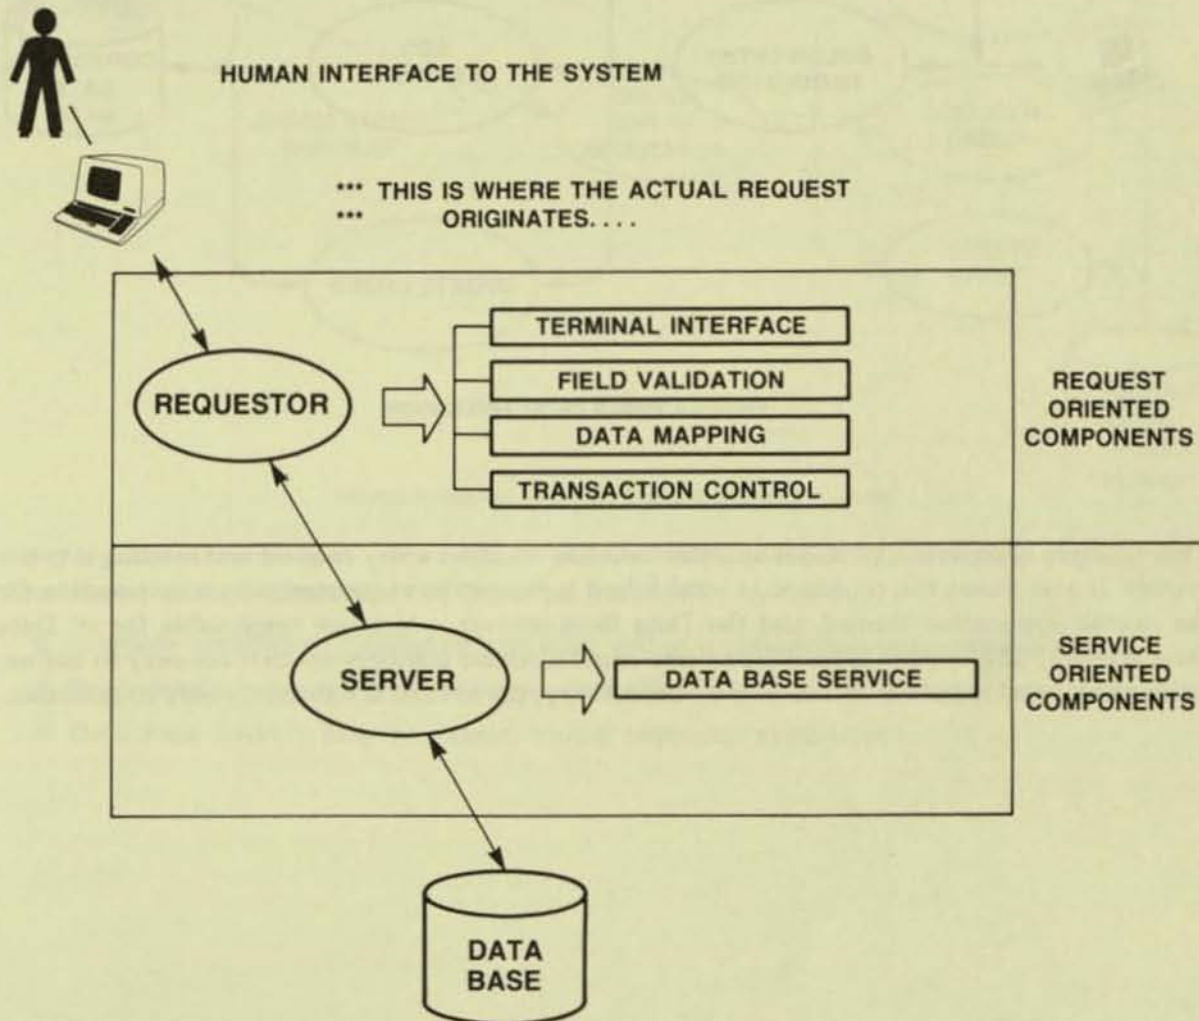 HUMAN INTERFACE TO THE SYSTEM
*** THIS IS WHERE THE ACTUAL REQUEST
*** ORIGINATES....
REQUESTOR
TERMINAL INTERFACE
FIELD VALIDATION
DATA MAPPING
TRANSACTION CONTROL
REQUEST
ORIENTED
COMPONENTS
SERVER
DATA BASE SERVICE
SERVICE
ORIENTED
COMPONENTS
DATA
BASE